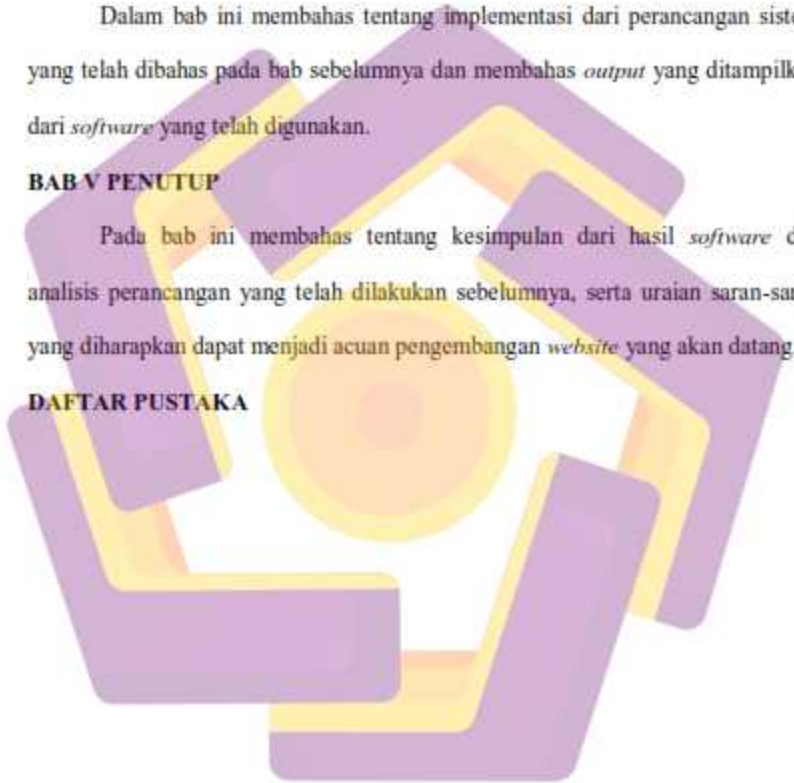 Dalam bab ini membahas tentang implementasi dari perancangan siste
yang telah dibahas pada bab sebelumnya dan membahas output yang ditampilk
dari software yang telah digunakan.
BAB V PENUTUP
Pada bab ini membahas tentang kesimpulan dari hasil software d
analisis perancangan yang telah dilakukan sebelumnya, serta uraian saran-sar
yang diharapkan dapat menjadi acuan pengembangan website yang akan datang
DAFTAR PUSTAKA